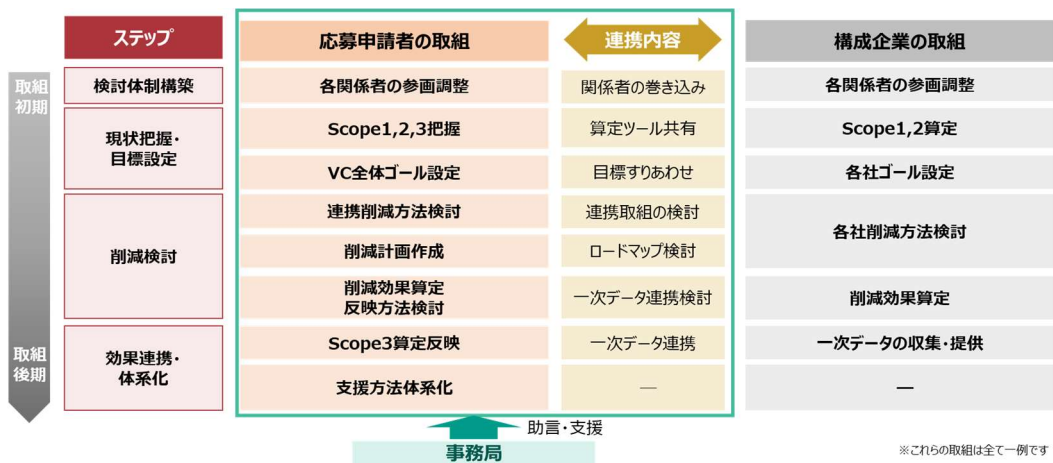 ステップ
応募申請者の取組
連携内容
構成企業の取組
取組
初期
検討体制構築
各関係者の参画調整
関係者の巻き込み
各関係者の参画調整
現状把握・
目標設定
Scope1,2,3把握
算定ツール共有
Scope1,2算定
VC全体ゴール設定
目標すりあわせ
各社ゴール設定
削減検討
連携削減方法検討
連携取組の検討
各社削減方法検討
削減計画作成
ロードマップ検討
削減効果算定
反映方法検討
一次データ連携検討
削減効果算定
取組
後期
効果連携・
体系化
Scope3算定反映
一次データ連携
一次データの収集・提供
支援方法体系化
—
—
助言・支援
事務局
※これらの取組は全て一例です